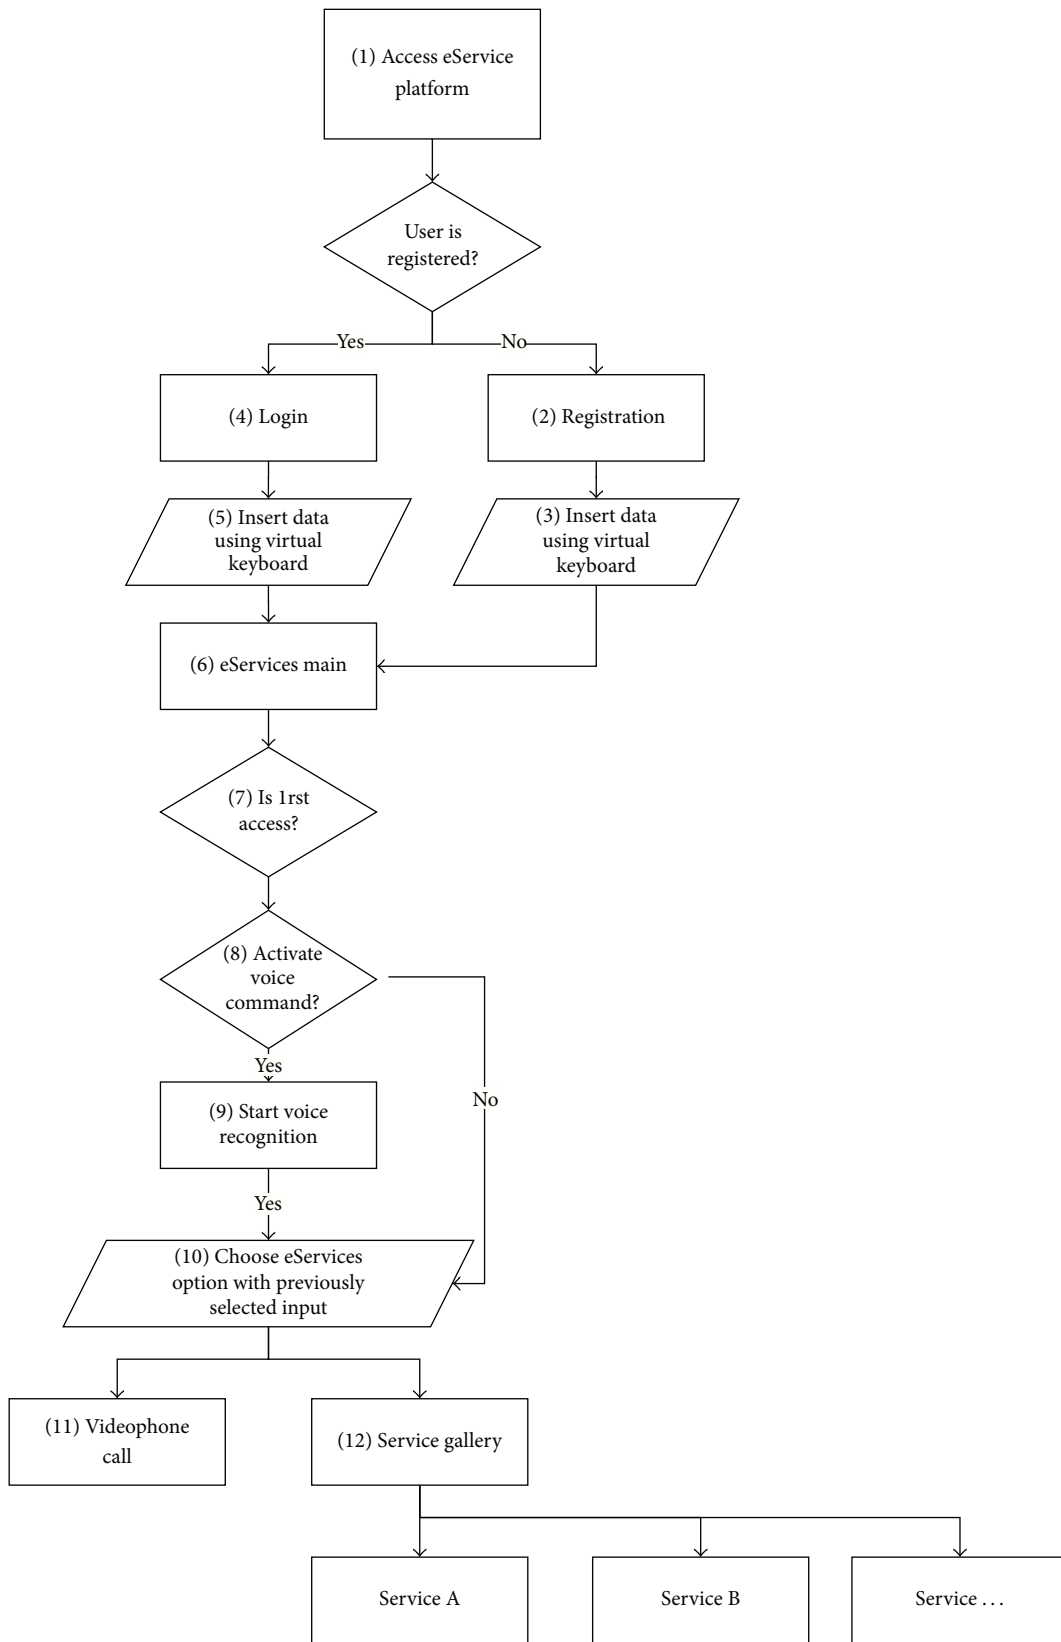 (1) Access eService
platform
User is
registered?
Yes
No
(4) Login
(2) Registration
(5) Insert data
using virtual
keyboard
(3) Insert data
using virtual
keyboard
(6) eServices main
(7) Is 1rst
access?
(8) Activate
voice
command?
Yes
No
(9) Start voice
recognition
Yes
(10) Choose eServices
option with previously
selected input
(11) Videophone
call
(12) Service gallery
Service A
Service B
Service . . .